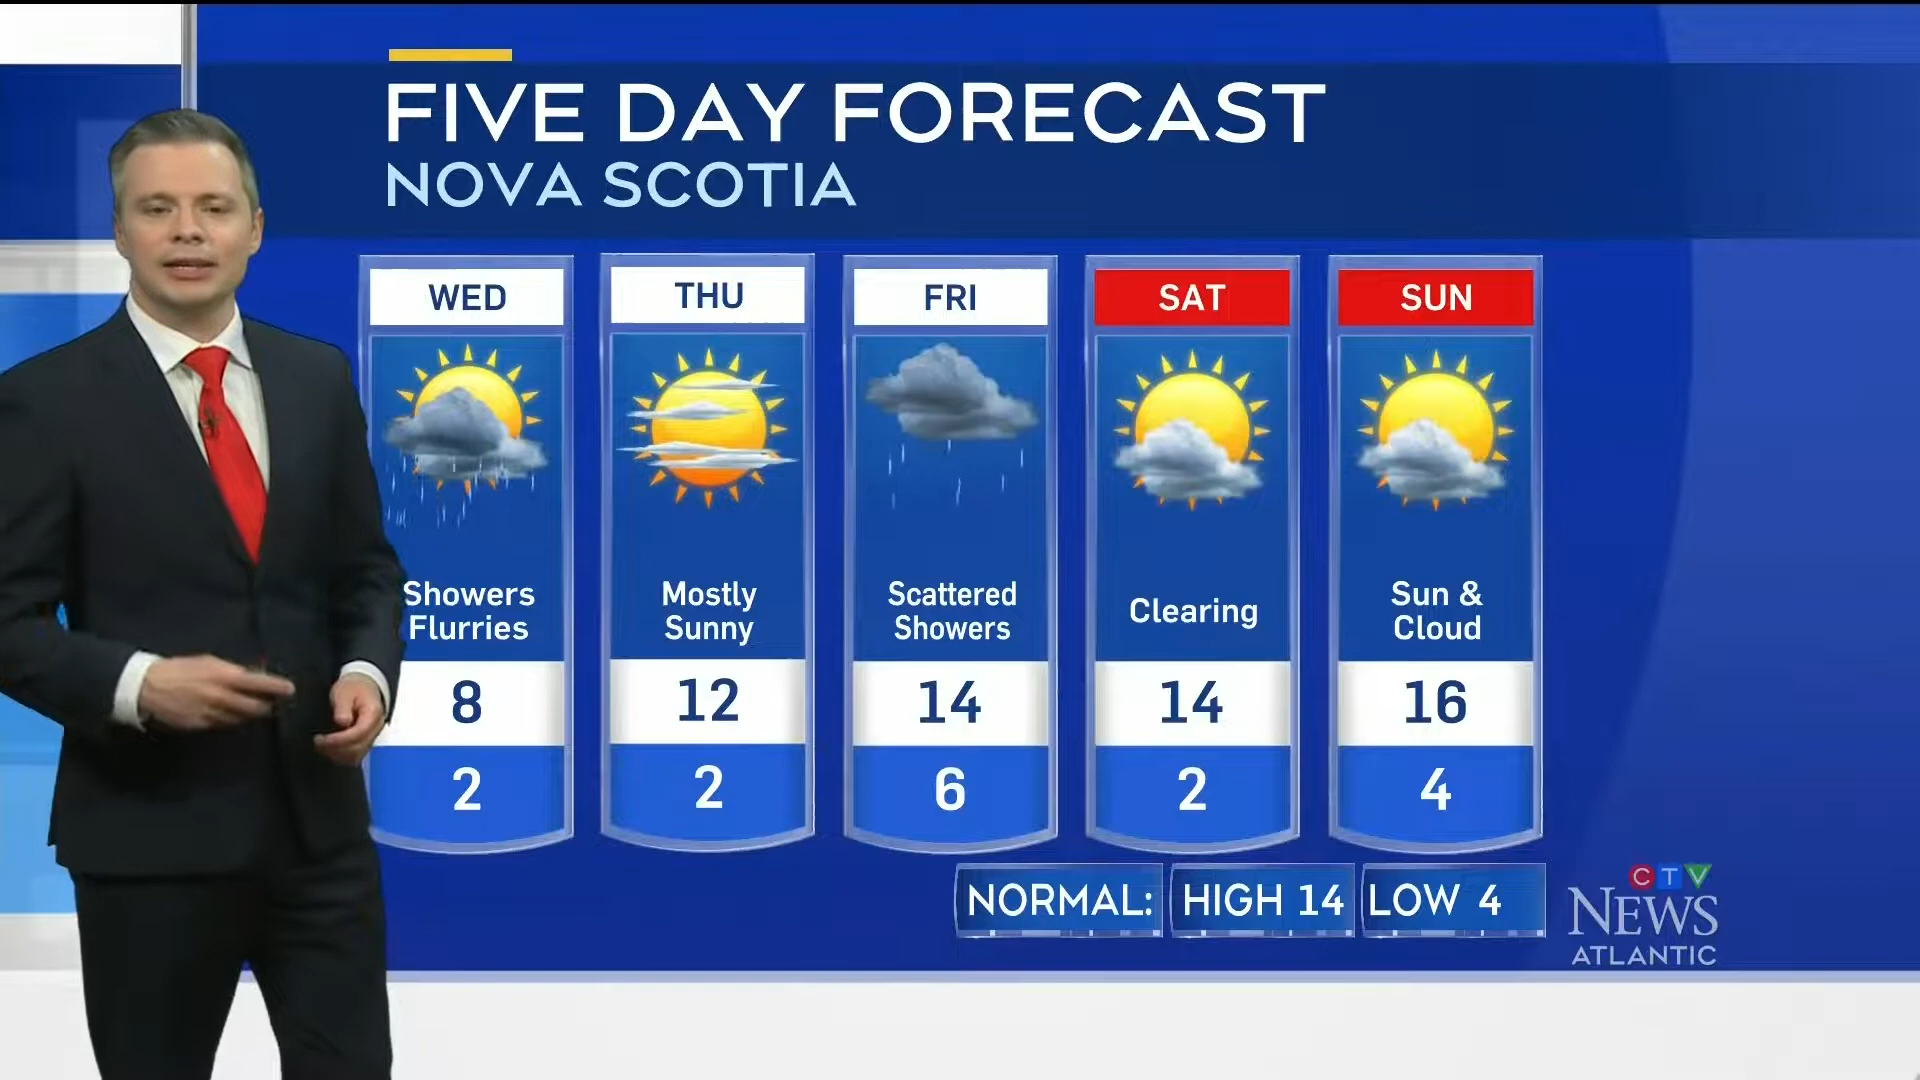 FIVE DAY FORECAST
NOVA SCOTIA
WED THU FRI SAT SUN
Showers
Flurries
Mostly
Sunny
Scattered
Showers
Clearing
Sun &
Cloud
8 12 14 14 16
2 2 6 2 4
NORMAL: HIGH 14 LOW 4
CTV
NEWS
ATLANTIC